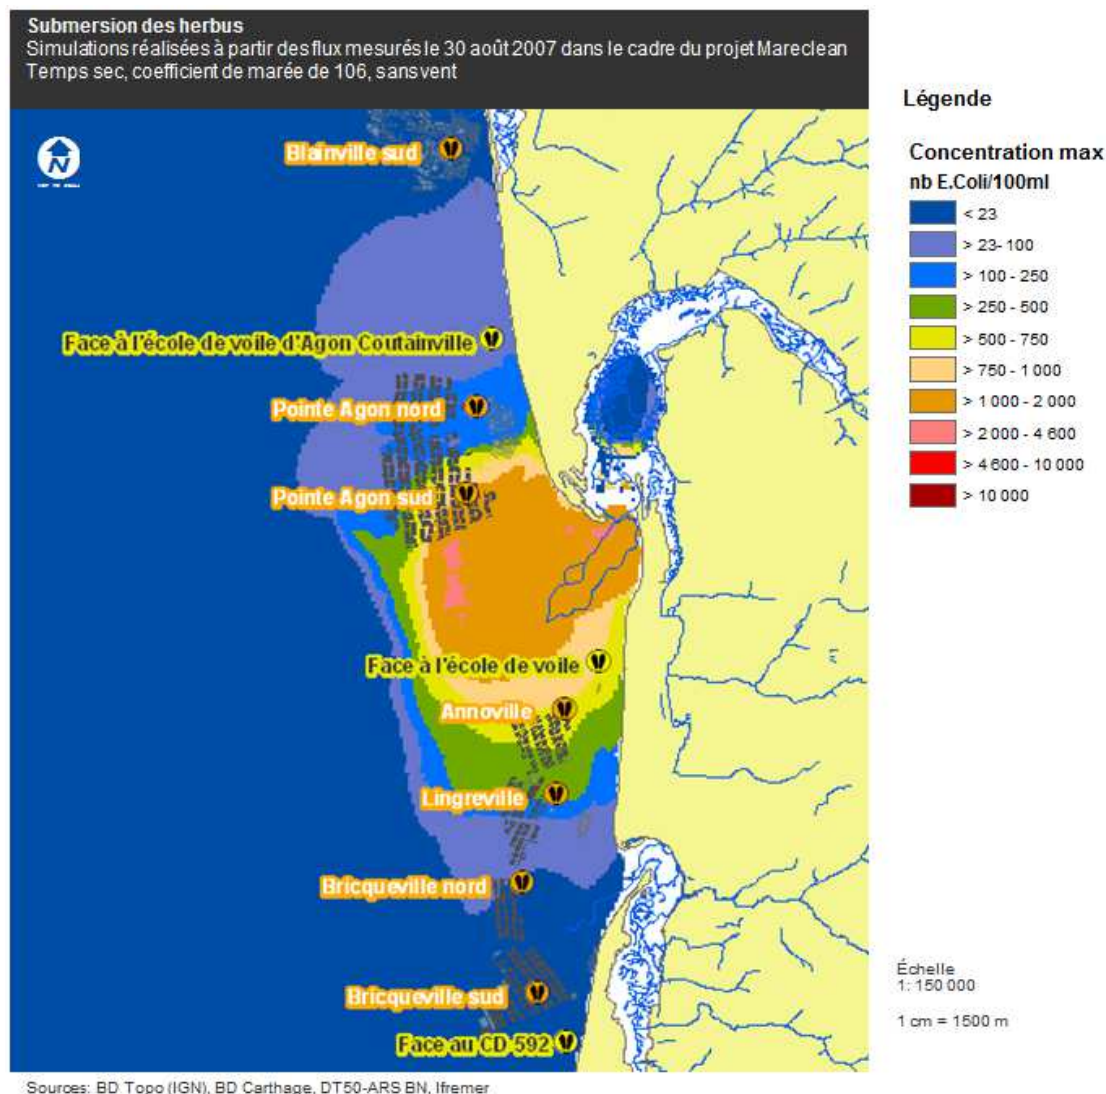 Submersion des herbus
Simulations réalisées à partir des flux mesurés le 30 août 2007 dans le cadre du projet Mareclean
Temps sec, coefficient de marée de 106, sans vent
Blainville sud
Face à l'école de voile d'Agon Coutainville
Pointe Agon nord
Pointe Agon sud
Face à l'école de voile
Annoville
Lingreville
Bricqueville nord
Bricqueville sud
Face au CD 592
N
Légende
Concentration max
nb E.Coli/100ml
< 23
> 23- 100
> 100 - 250
> 250 - 500
> 500 - 750
> 750 - 1 000
> 1 000 - 2 000
> 2 000 - 4 600
> 4 600 - 10 000
> 10 000
Échelle
1: 150 000
1 cm = 1500 m
Sources: BD Topo (IGN), BD Carthage, DT50-ARS BN, Ifremer